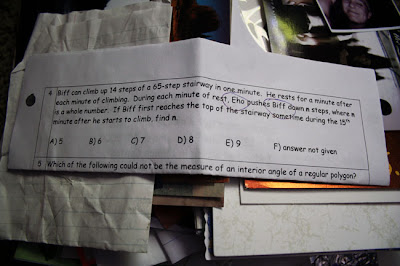 4. Biff can climb up 14 steps of a 65-step stairway in one minute. He rests for a minute after
each minute of climbing. During each minute of rest, Eho pushes Biff down n steps, where n
is a whole number. If Biff first reaches the top of the stairway sometime during the 15th
minute after he starts to climb, find n.
A) 5 B) 6 C) 7 D) 8 E) 9 F) answer not given
5 Which of the following could not be the measure of an interior angle of a regular polygon?